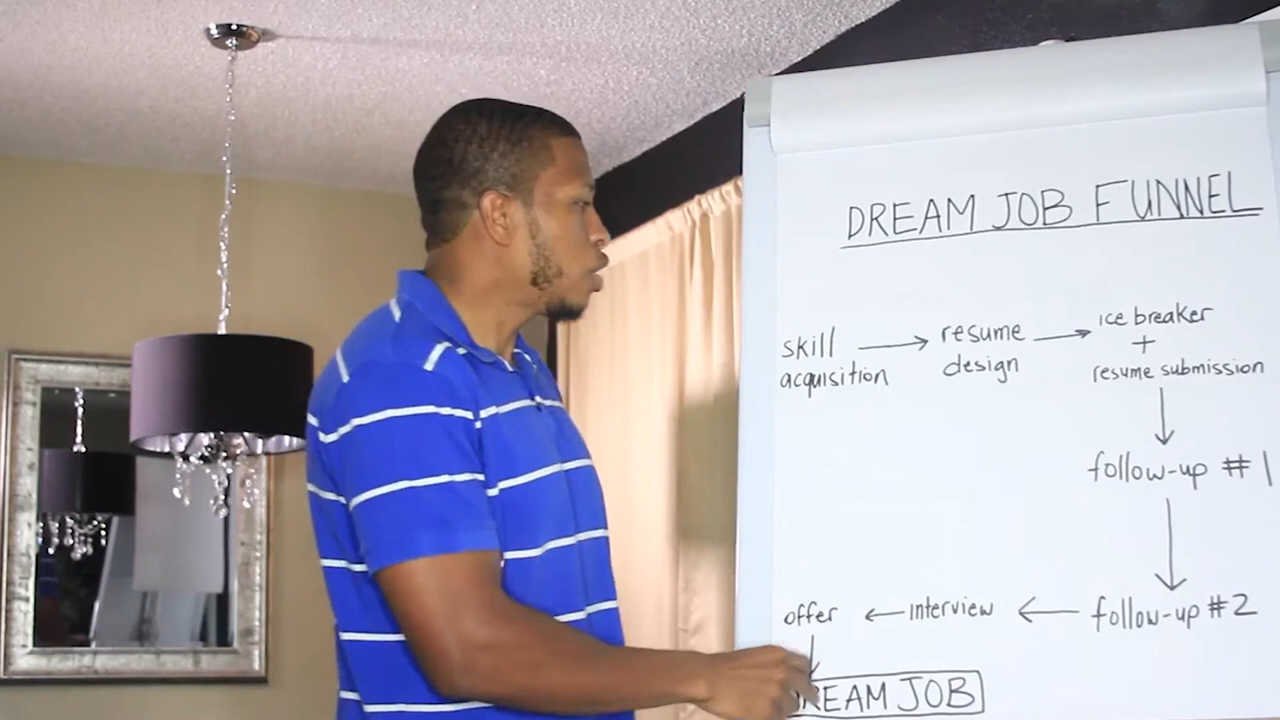 DREAM JOB FUNNEL
skill acquisition
resume design
ice breaker
+
resume submission
follow-up #1
follow-up #2
interview
offer
DREAM JOB